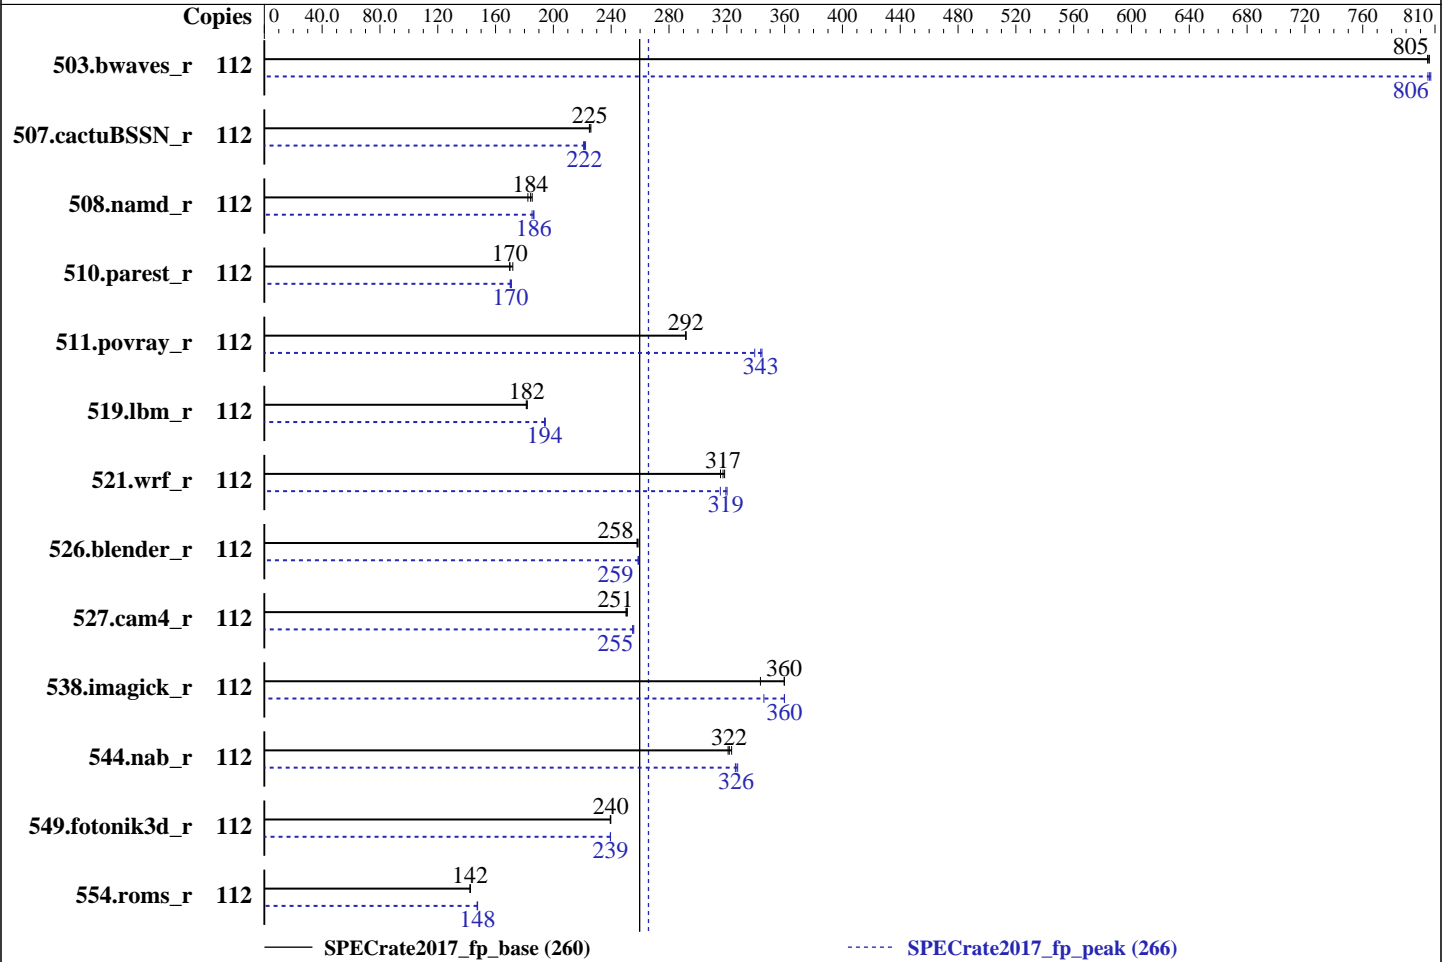 Copies 0 40.0 80.0 120 160 200 240 280 320 360 400 440 480 520 560 600 640 680 720 760 810
805
503.bwaves_r 112
806
225
507.cactuBSSN_r 112
222
184
508.namd_r 112
186
170
510.parest_r 112
170
292
511.povray_r 112
343
182
519.lbm_r 112
194
317
521.wrf_r 112
319
258
526.blender_r 112
259
251
527.cam4_r 112
255
360
538.imagick_r 112
360
322
544.nab_r 112
326
240
549.fotonik3d_r 112
239
142
554.roms_r 112
148
SPECrate2017_fp_base (260) SPECrate2017_fp_peak (266)